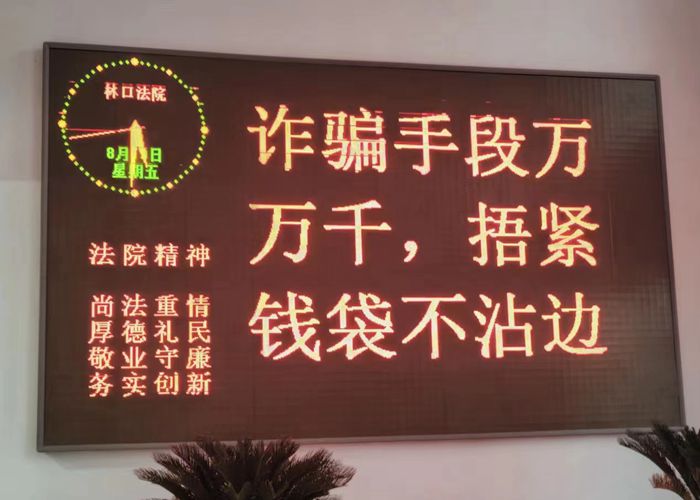 林口法院
8月 日
星期五
法院精神
尚法重情
厚德礼民
敬业守廉
务实创新
诈骗手段万
万千，捂紧
钱袋不沾边